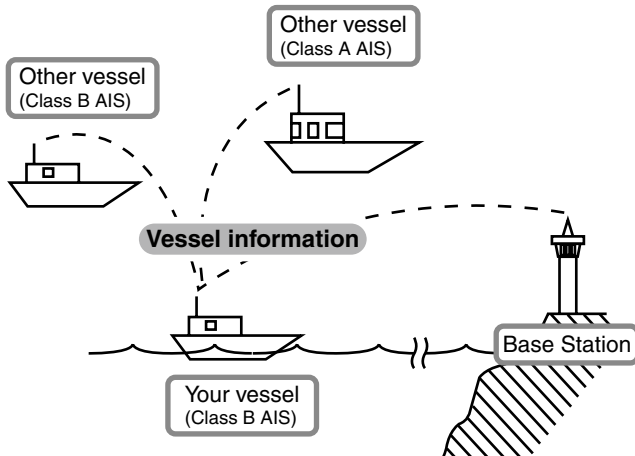 Other vessel
(Class A AIS)
Other vessel
(Class B AIS)
Vessel information
Base Station
Your vessel
(Class B AIS)